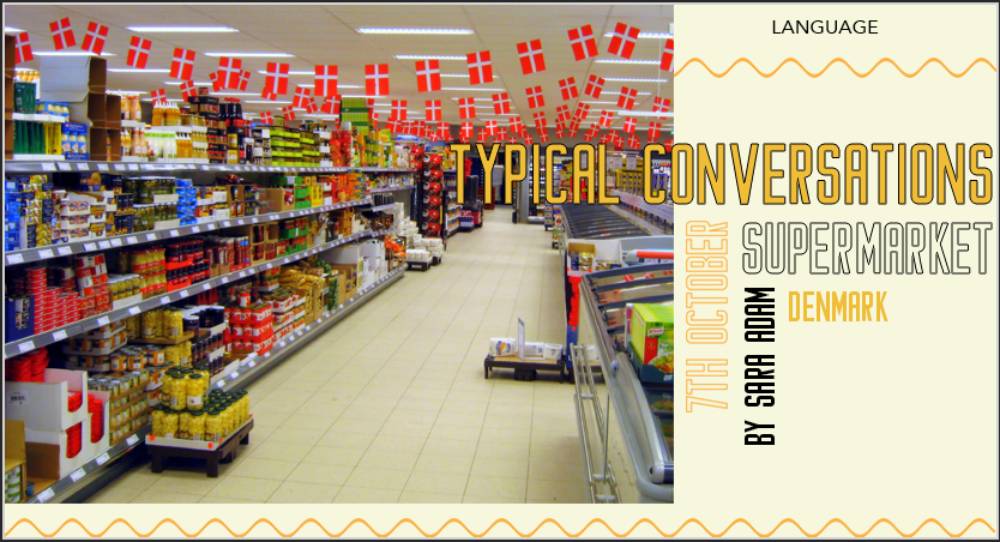 LANGUAGE
TYPICAL CONVERSATIONS
SUPERMARKET
7TH OCTOBER
BY SARA ADAM
DENMARK